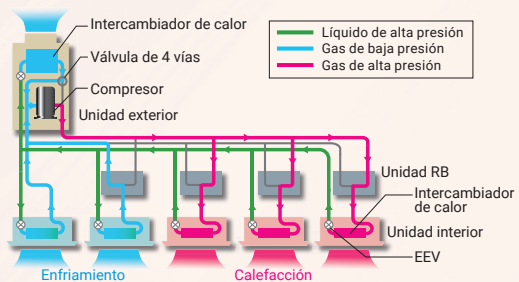 Intercambiador de calor
Válvula de 4 vías
Compresor
Unidad exterior
Líquido de alta presión
Gas de baja presión
Gas de alta presión
Unidad RB
Intercambiador
de calor
Unidad interior
EEV
Enfriamiento
Calefacción